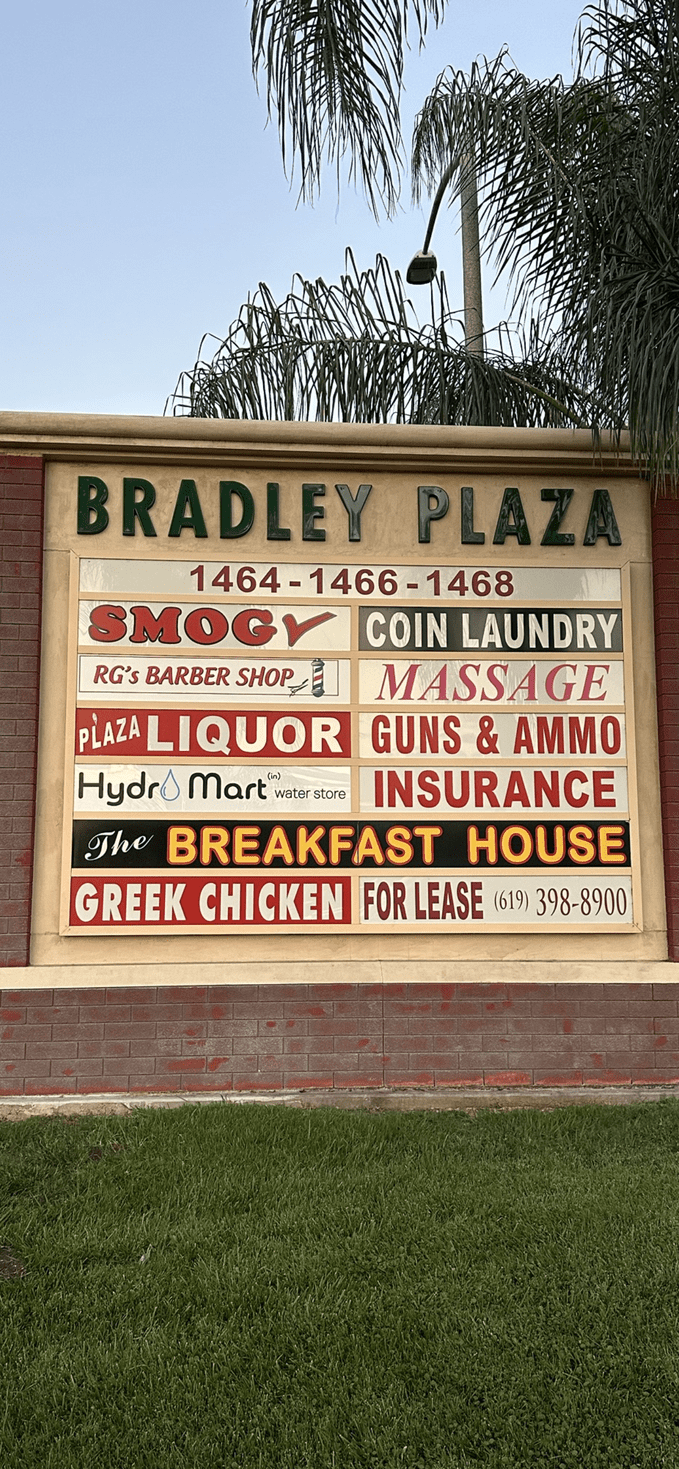 BRADLEY PLAZA
1464-1466-1468
SMOG
COIN LAUNDRY
RG's BARBER SHOP
MASSAGE
PLAZA LIQUOR
GUNS & AMMO
Hydr Mart (in) water store
INSURANCE
The BREAKFAST HOUSE
GREEK CHICKEN
FOR LEASE (619) 398-8900